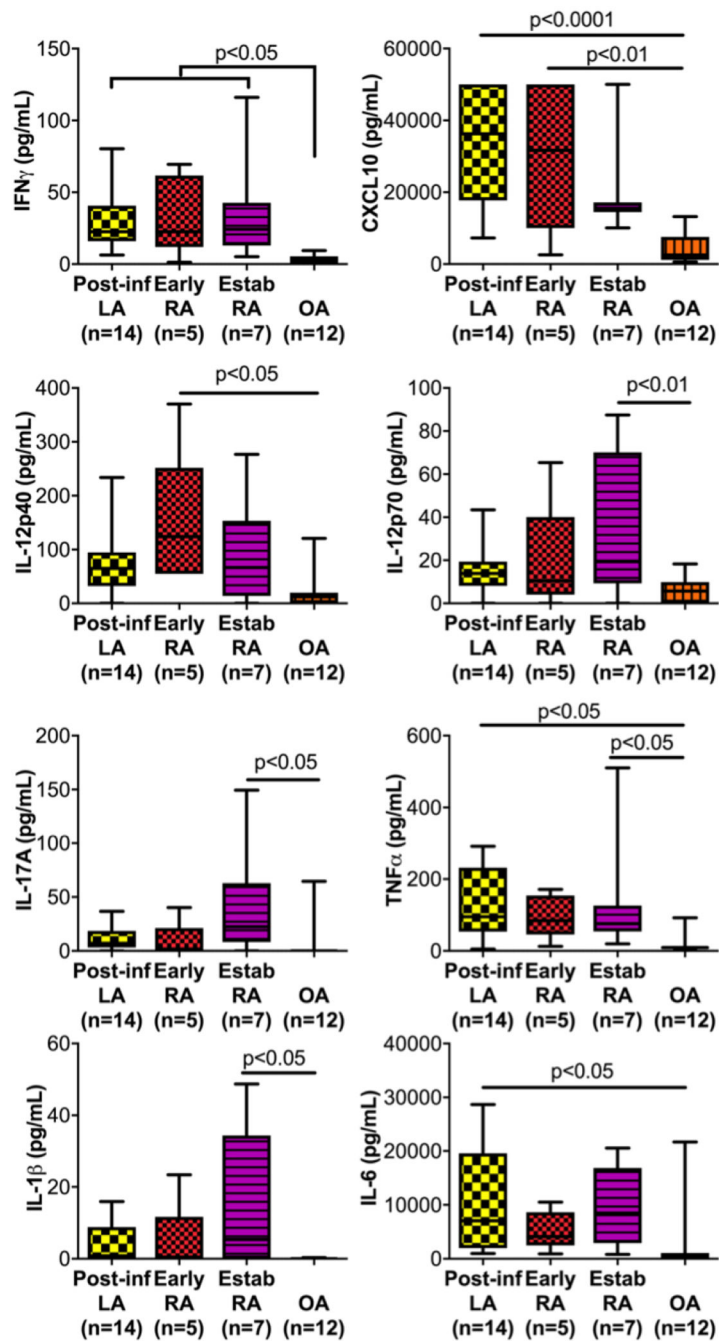 p<0.05
IFNγ (pg/mL)
150
100
50
0
Post-inf Early Estab
LA RA RA OA
(n=14) (n=5) (n=7) (n=12)
p<0.0001
p<0.01
CXCL10 (pg/mL)
60000
40000
20000
0
Post-inf Early Estab
LA RA RA OA
(n=14) (n=5) (n=7) (n=12)
p<0.05
IL-12p40 (pg/mL)
400
300
200
100
0
Post-inf Early Estab
LA RA RA OA
(n=14) (n=5) (n=7) (n=12)
p<0.01
IL-12p70 (pg/mL)
100
80
60
40
20
0
Post-inf Early Estab
LA RA RA OA
(n=14) (n=5) (n=7) (n=12)
p<0.05
IL-17A (pg/mL)
200
150
100
50
0
Post-inf Early Estab
LA RA RA OA
(n=14) (n=5) (n=7) (n=12)
p<0.05
p<0.05
TNFα (pg/mL)
600
400
200
0
Post-inf Early Estab
LA RA RA OA
(n=14) (n=5) (n=7) (n=12)
p<0.05
IL-1β (pg/mL)
60
40
20
0
Post-inf Early Estab
LA RA RA OA
(n=14) (n=5) (n=7) (n=12)
p<0.05
IL-6 (pg/mL)
40000
30000
20000
10000
0
Post-inf Early Estab
LA RA RA OA
(n=14) (n=5) (n=7) (n=12)